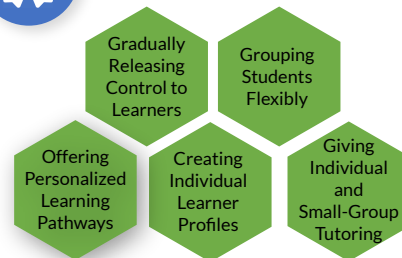 Gradually
Releasing
Control to
Learners
Grouping
Students
Flexibly
Offering
Personalized
Learning
Pathways
Creating
Individual
Learner
Profiles
Giving
Individual
and
Small-Group
Tutoring